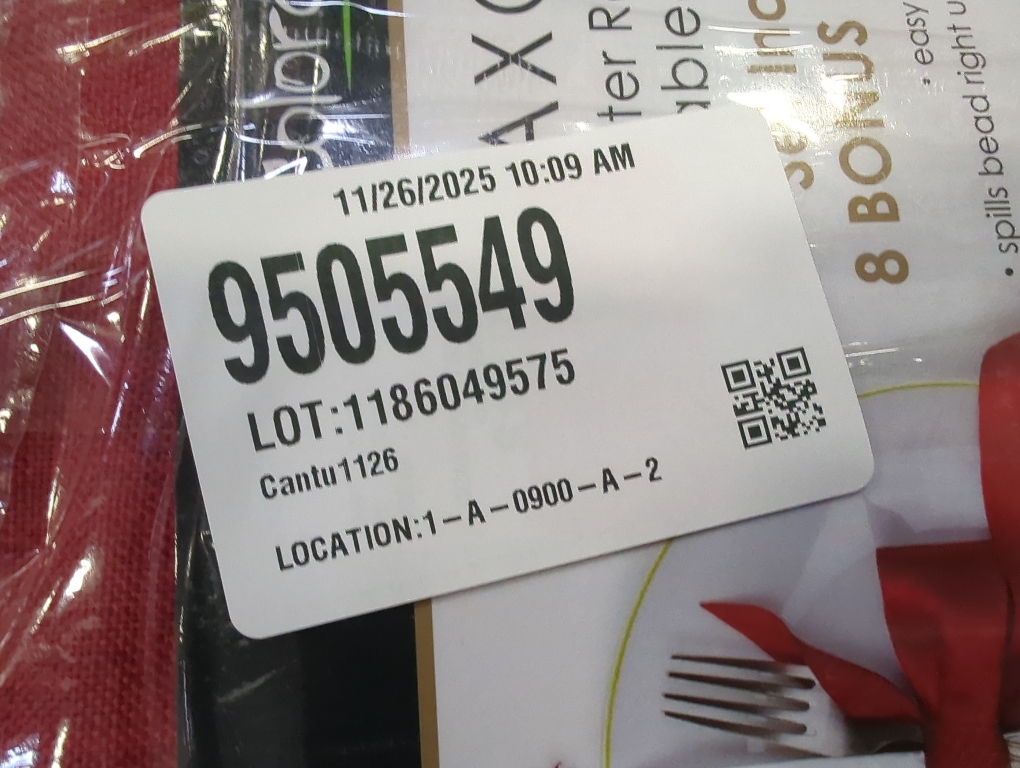 11/26/2025 10:09 AM
9505549
LOT:1186049575
Cantu1126
LOCATION:1-A-0900-A-2
8 BONUS
• easy
• spills bead right u